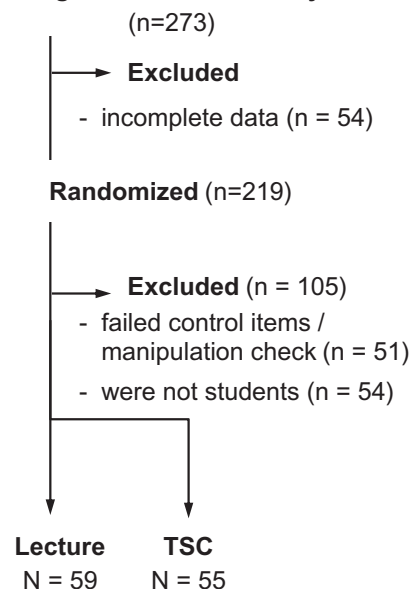 (n=273)
Excluded
- incomplete data (n = 54)
Randomized (n=219)
Excluded (n = 105)
- failed control items /
manipulation check (n = 51)
- were not students (n = 54)
Lecture TSC
N = 59 N = 55